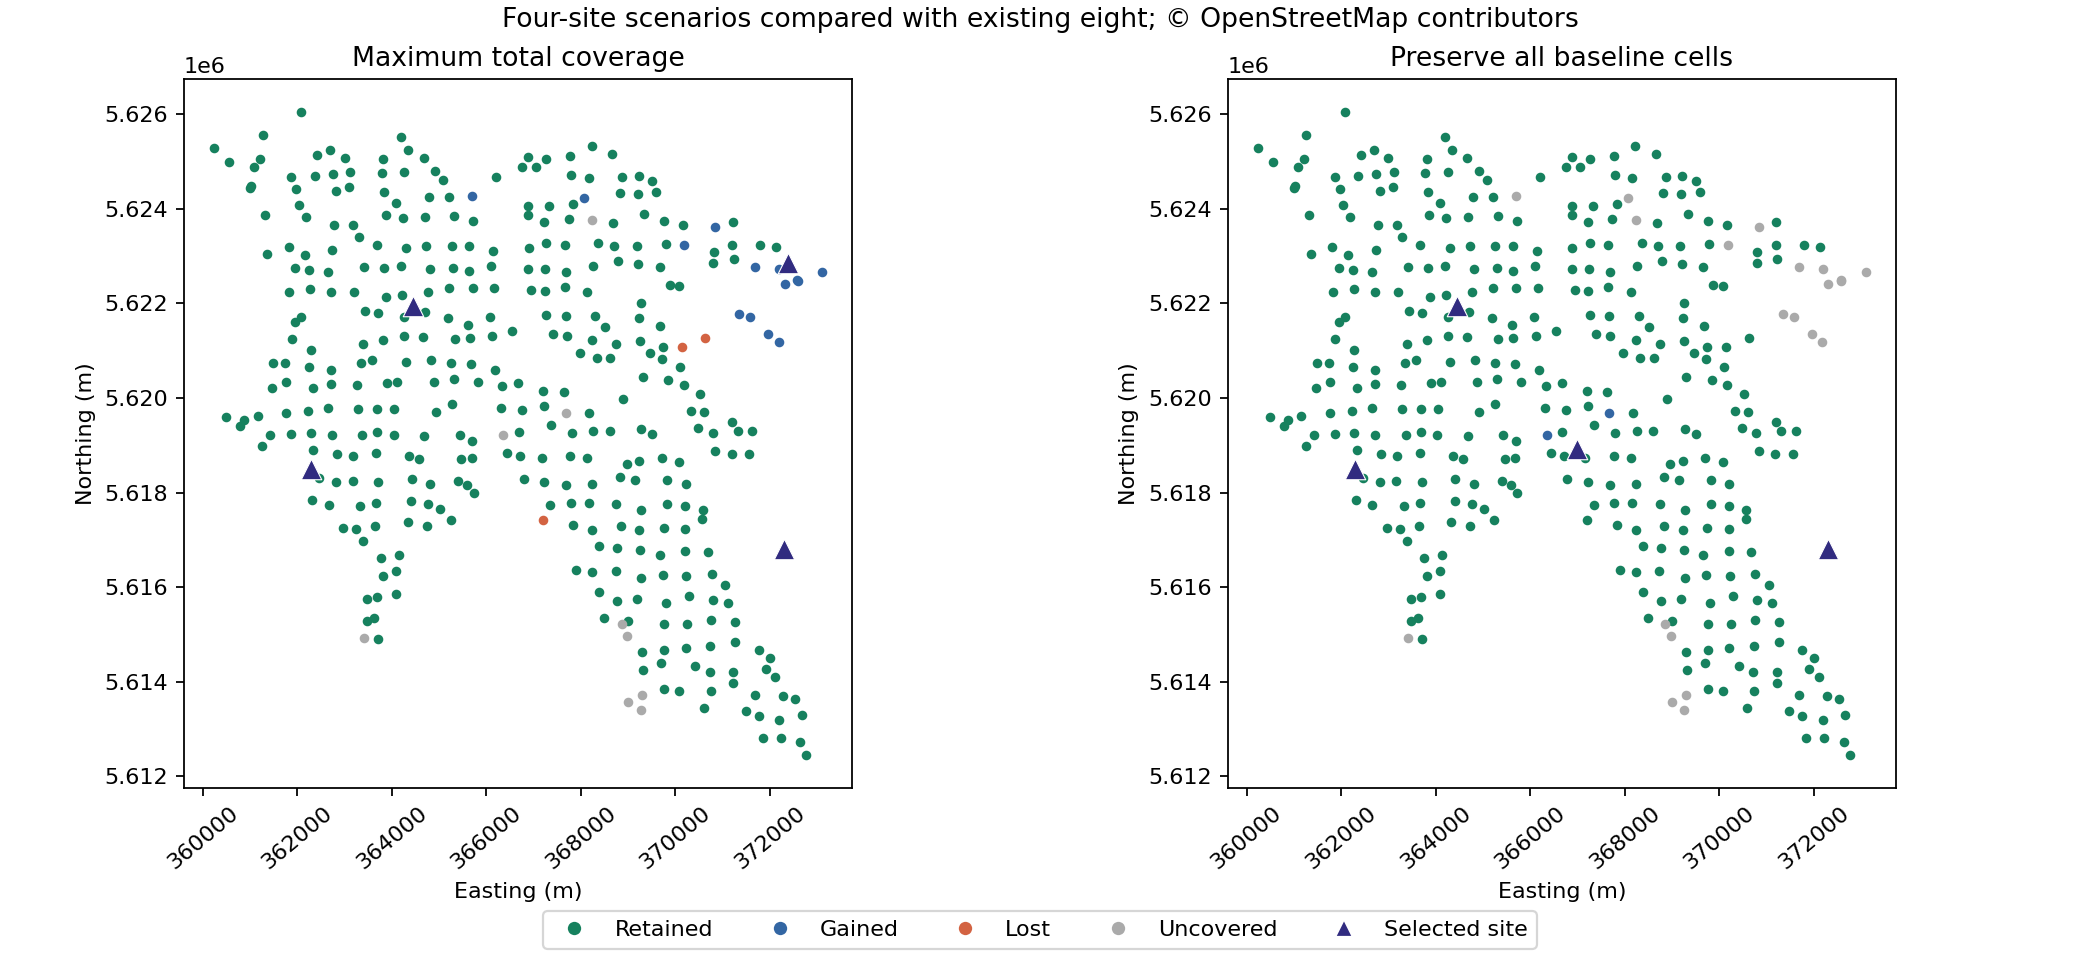 Four-site scenarios compared with existing eight; © OpenStreetMap contributors
Maximum total coverage
1e6
5.626
5.624
5.622
5.620
5.618
5.616
5.614
5.612
Northing (m)
360000
362000
364000
366000
368000
370000
372000
Easting (m)
Preserve all baseline cells
1e6
5.626
5.624
5.622
5.620
5.618
5.616
5.614
5.612
Northing (m)
360000
362000
364000
366000
368000
370000
372000
Easting (m)
Retained
Gained
Lost
Uncovered
Selected site